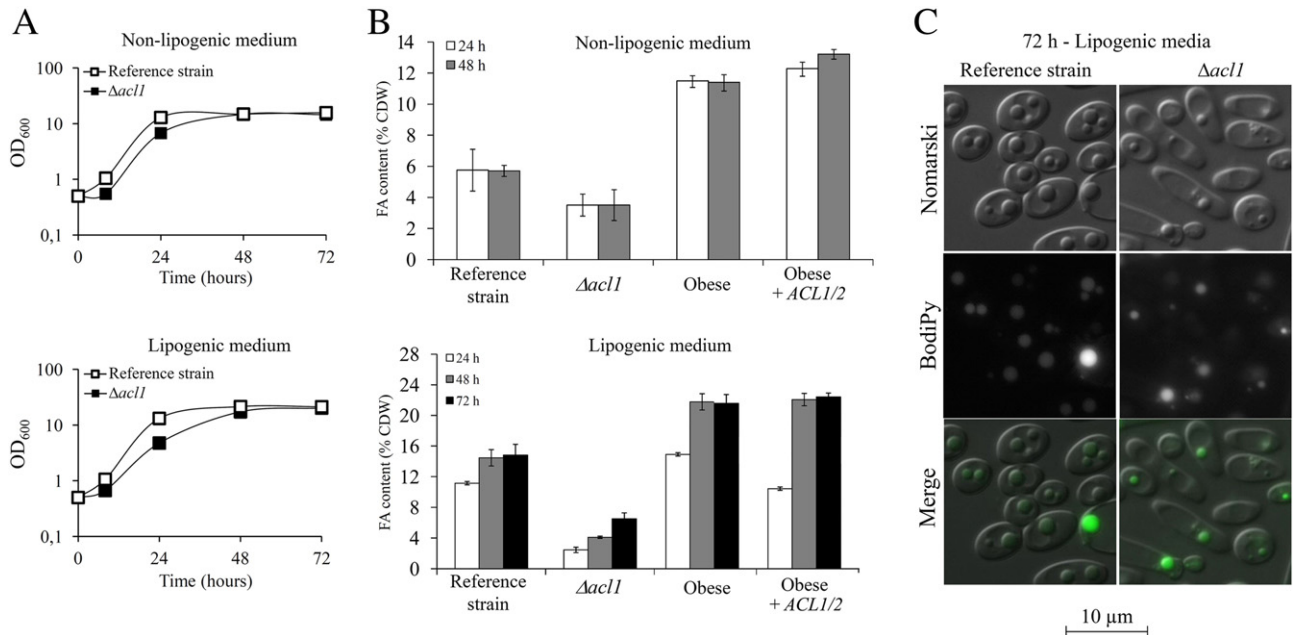 A
Non-lipogenic medium
100
10
1
0,1
OD600
Reference strain
Δacl1
0
24
48
72
Time (hours)
Lipogenic medium
100
10
1
0,1
OD600
Reference strain
Δacl1
0
24
48
72
Time (hours)
B
Non-lipogenic medium
24 h
48 h
14
12
10
8
6
4
2
0
FA content (% CDW)
Reference
strain
Δacl1
Obese
Obese
+ ACL1/2
Lipogenic medium
24 h
48 h
72 h
28
24
20
16
12
8
4
0
FA content (% CDW)
Reference
strain
Δacl1
Obese
Obese
+ ACL1/2
C
72 h - Lipogenic media
Reference strain
Δacl1
Nomarski
BodiPy
Merge
10 µm